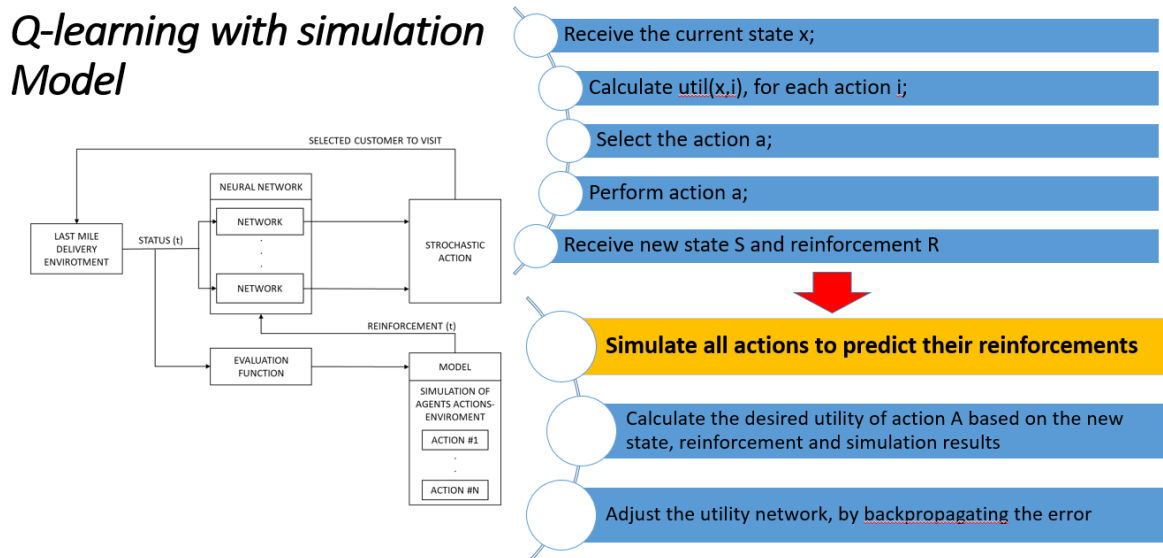 Q-learning with simulation
Model
SELECTED CUSTOMER TO VISIT
NEURAL NETWORK
NETWORK
.
.
.
NETWORK
LAST MILE
DELIVERY
ENVIROTMENT
STATUS (t)
STROCHASTIC
ACTION
REINFORCEMENT (t)
EVALUATION
FUNCTION
MODEL
SIMULATION OF
AGENTS ACTIONS-
ENVIROMENT
ACTION #1
.
.
ACTION #N
Receive the current state x;
Calculate util(x,i), for each action i;
Select the action a;
Perform action a;
Receive new state S and reinforcement R
Simulate all actions to predict their reinforcements
Calculate the desired utility of action A based on the new
state, reinforcement and simulation results
Adjust the utility network, by backpropagating the error